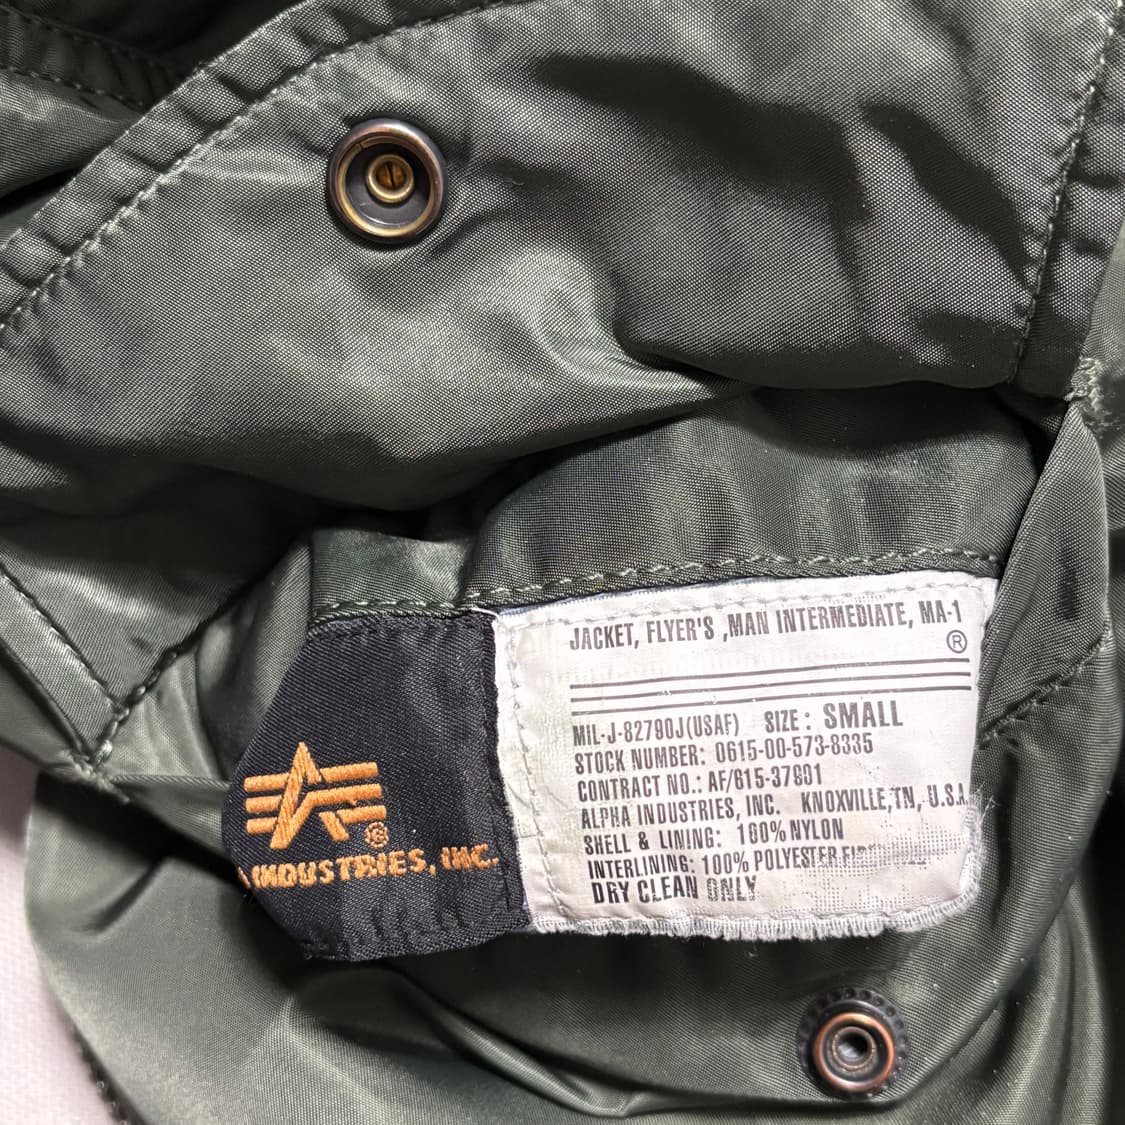 JACKET, FLYER'S ,MAN INTERMEDIATE, MA-1
®
MIL-J-82790J(USAF) SIZE: SMALL
STOCK NUMBER: 0615-00-573-8335
CONTRACT NO.: AF/615-37801
ALPHA INDUSTRIES, INC. KNOXVILLE,TN, U.S.A.
SHELL & LINING: 100% NYLON
INTERLINING: 100% POLYESTER
DRY CLEAN ONLY
®
INDUSTRIES, INC.